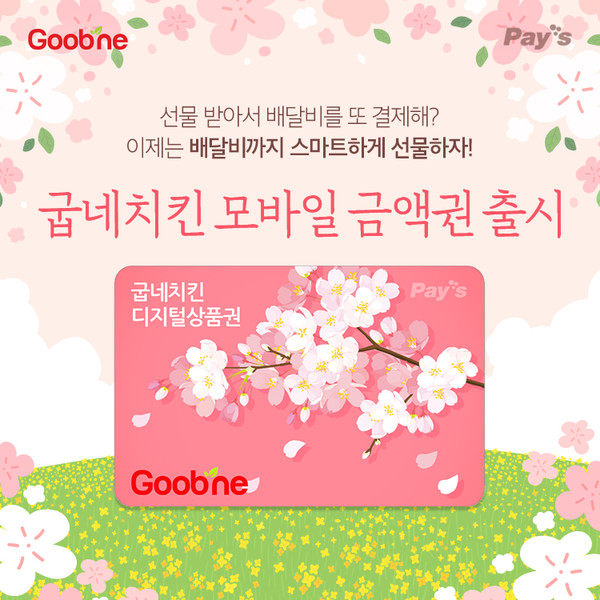 Goobne
Pay's
선물 받아서 배달비를 또 결제해?
이제는 배달비까지 스마트하게 선물하자!
굽네치킨 모바일 금액권 출시
굽네치킨
디지털상품권
Pay's
Goobne